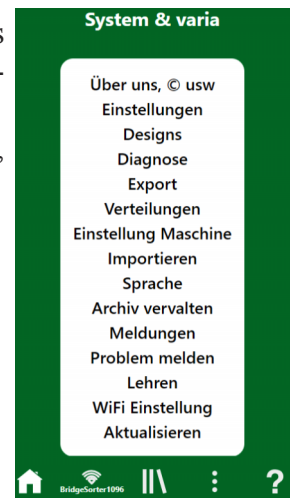 System & varia
s
-
,
Über uns, © usw
Einstellungen
Designs
Diagnose
Export
Verteilungen
Einstellung Maschine
Importieren
Sprache
Archiv vervalten
Meldungen
Problem melden
Lehren
WiFi Einstellung
Aktualisieren
BridgeSorter1096
?